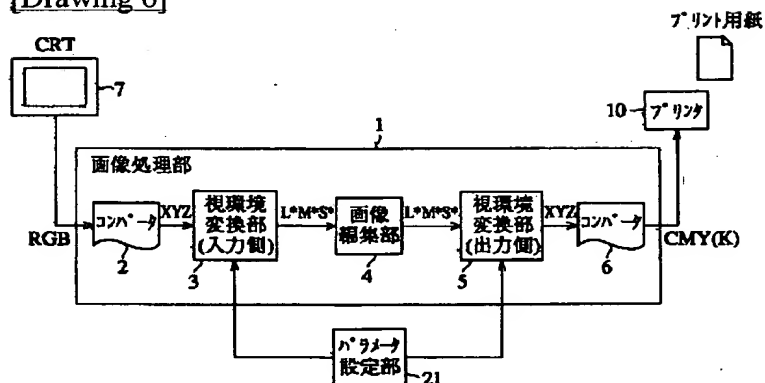 [Drawing 6]
プリント用紙
CRT
7
10
プリンタ
1
画像処理部
コンバータ
XYZ
視環境
変換部
(入力側)
L*M*S*
画像
編集部
L*M*S*
視環境
変換部
(出力側)
XYZ
コンバータ
RGB
2
3
4
5
6
CMY(K)
パラメータ
設定部
21